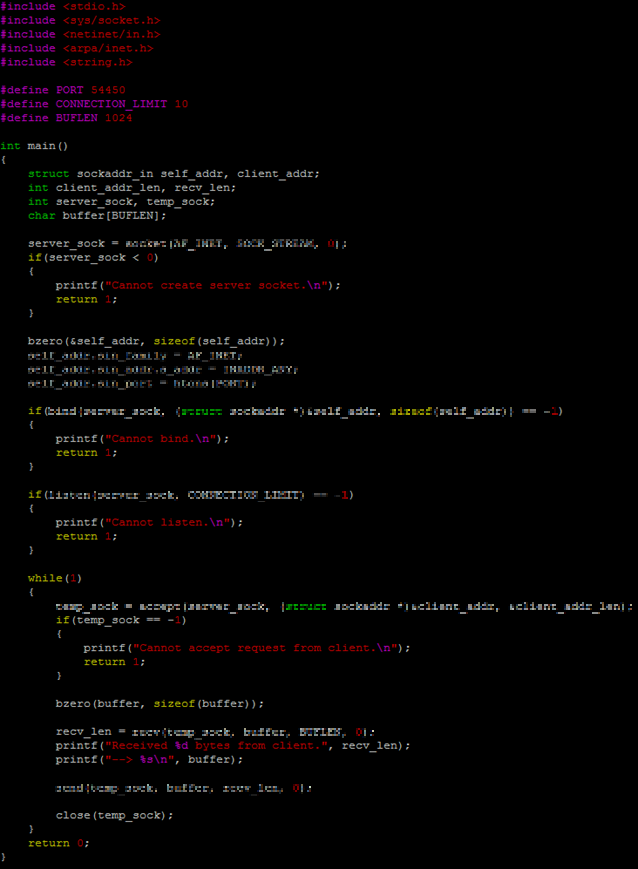 #include <stdio.h>
#include <sys/socket.h>
#include <netinet/in.h>
#include <arpa/inet.h>
#include <string.h>

#define PORT 54450
#define CONNECTION_LIMIT 10
#define BUFLEN 1024

int main()
{
    struct sockaddr_in self_addr, client_addr;
    int client_addr_len, recv_len;
    int server_sock, temp_sock;
    char buffer[BUFLEN];

    server_sock = socket(AF_INET, SOCK_STREAM, 0);
    if(server_sock < 0)
    {
        printf("Cannot create server socket.\n");
        return 1;
    }

    bzero(&self_addr, sizeof(self_addr));
    self_addr.sin_family = AF_INET;
    self_addr.sin_addr.s_addr = INADDR_ANY;
    self_addr.sin_port = htons(PORT);

    if(bind(server_sock, (struct sockaddr *)&self_addr, sizeof(self_addr)) == -1)
    {
        printf("Cannot bind.\n");
        return 1;
    }

    if(listen(server_sock, CONNECTION_LIMIT) == -1)
    {
        printf("Cannot listen.\n");
        return 1;
    }

    while(1)
    {
        temp_sock = accept(server_sock, (struct sockaddr *)&client_addr, &client_addr_len);
        if(temp_sock == -1)
        {
            printf("Cannot accept request from client.\n");
            return 1;
        }

        bzero(buffer, sizeof(buffer));

        recv_len = recv(temp_sock, buffer, BUFLEN, 0);
        printf("Received %d bytes from client.", recv_len);
        printf("--> %s\n", buffer);

        send(temp_sock, buffer, recv_len, 0);

        close(temp_sock);
    }
    return 0;
}